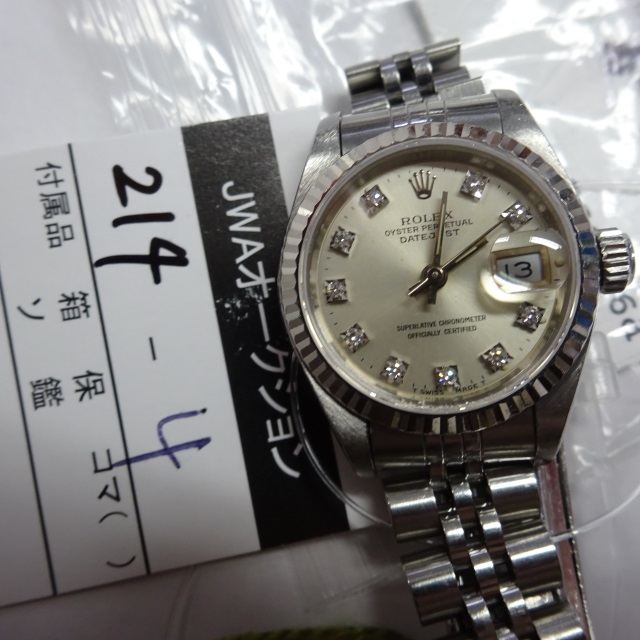 JWAオークション
214 - 4
付属品 箱 保 コマ( )
ソ 鑑
ROLEX
OYSTER PERPETUAL
DATEJUST
13
SUPERLATIVE CHRONOMETER
OFFICIALLY CERTIFIED
T SWISS MADE T